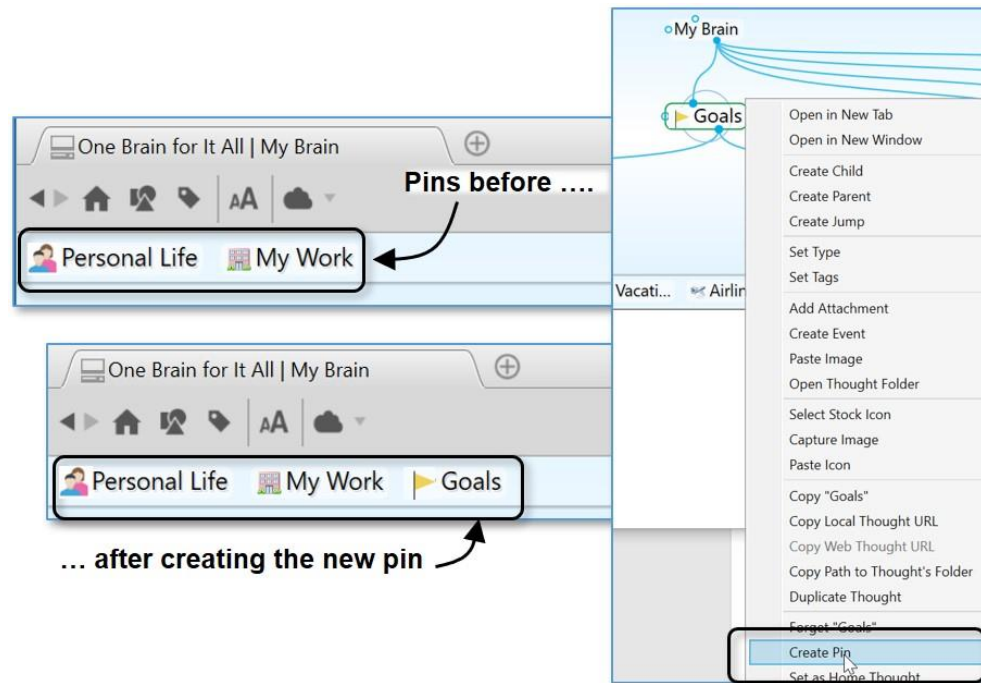 One Brain for It All | My Brain
AA
Pins before ....
Personal Life My Work
One Brain for It All | My Brain
AA
Personal Life My Work Goals
... after creating the new pin
My Brain
Goals
Vacati... Airlin
Open in New Tab
Open in New Window
Create Child
Create Parent
Create Jump
Set Type
Set Tags
Add Attachment
Create Event
Paste Image
Open Thought Folder
Select Stock Icon
Capture Image
Paste Icon
Copy "Goals"
Copy Local Thought URL
Copy Web Thought URL
Copy Path to Thought's Folder
Duplicate Thought
Forget "Goals"
Create Pin
Set as Home Thought